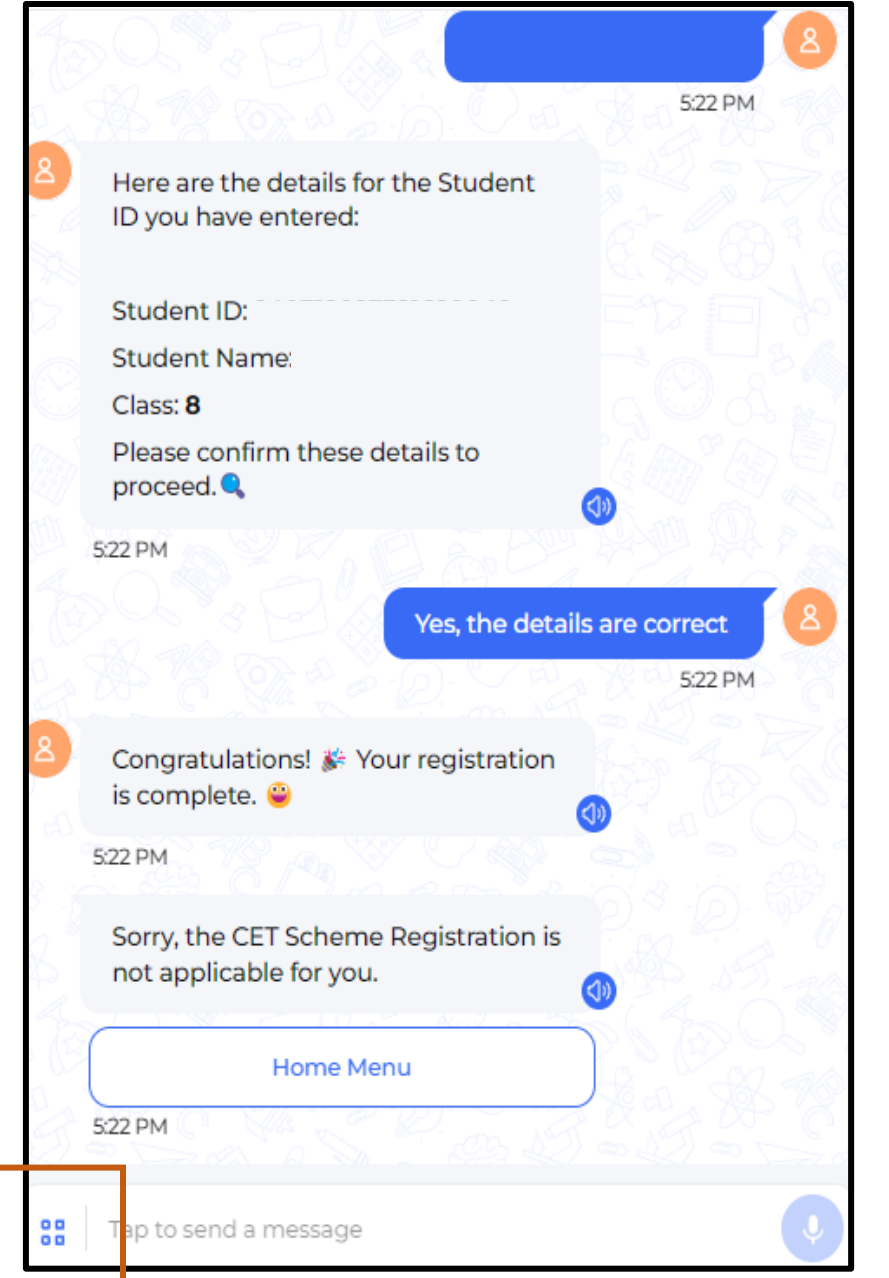 5:22 PM
Here are the details for the Student
ID you have entered:
Student ID:
Student Name:
Class: 8
Please confirm these details to
proceed.🔍
5:22 PM
Yes, the details are correct
5:22 PM
Congratulations! 🎉 Your registration
is complete. 😀
5:22 PM
Sorry, the CET Scheme Registration is
not applicable for you.
Home Menu
5:22 PM
Tap to send a message